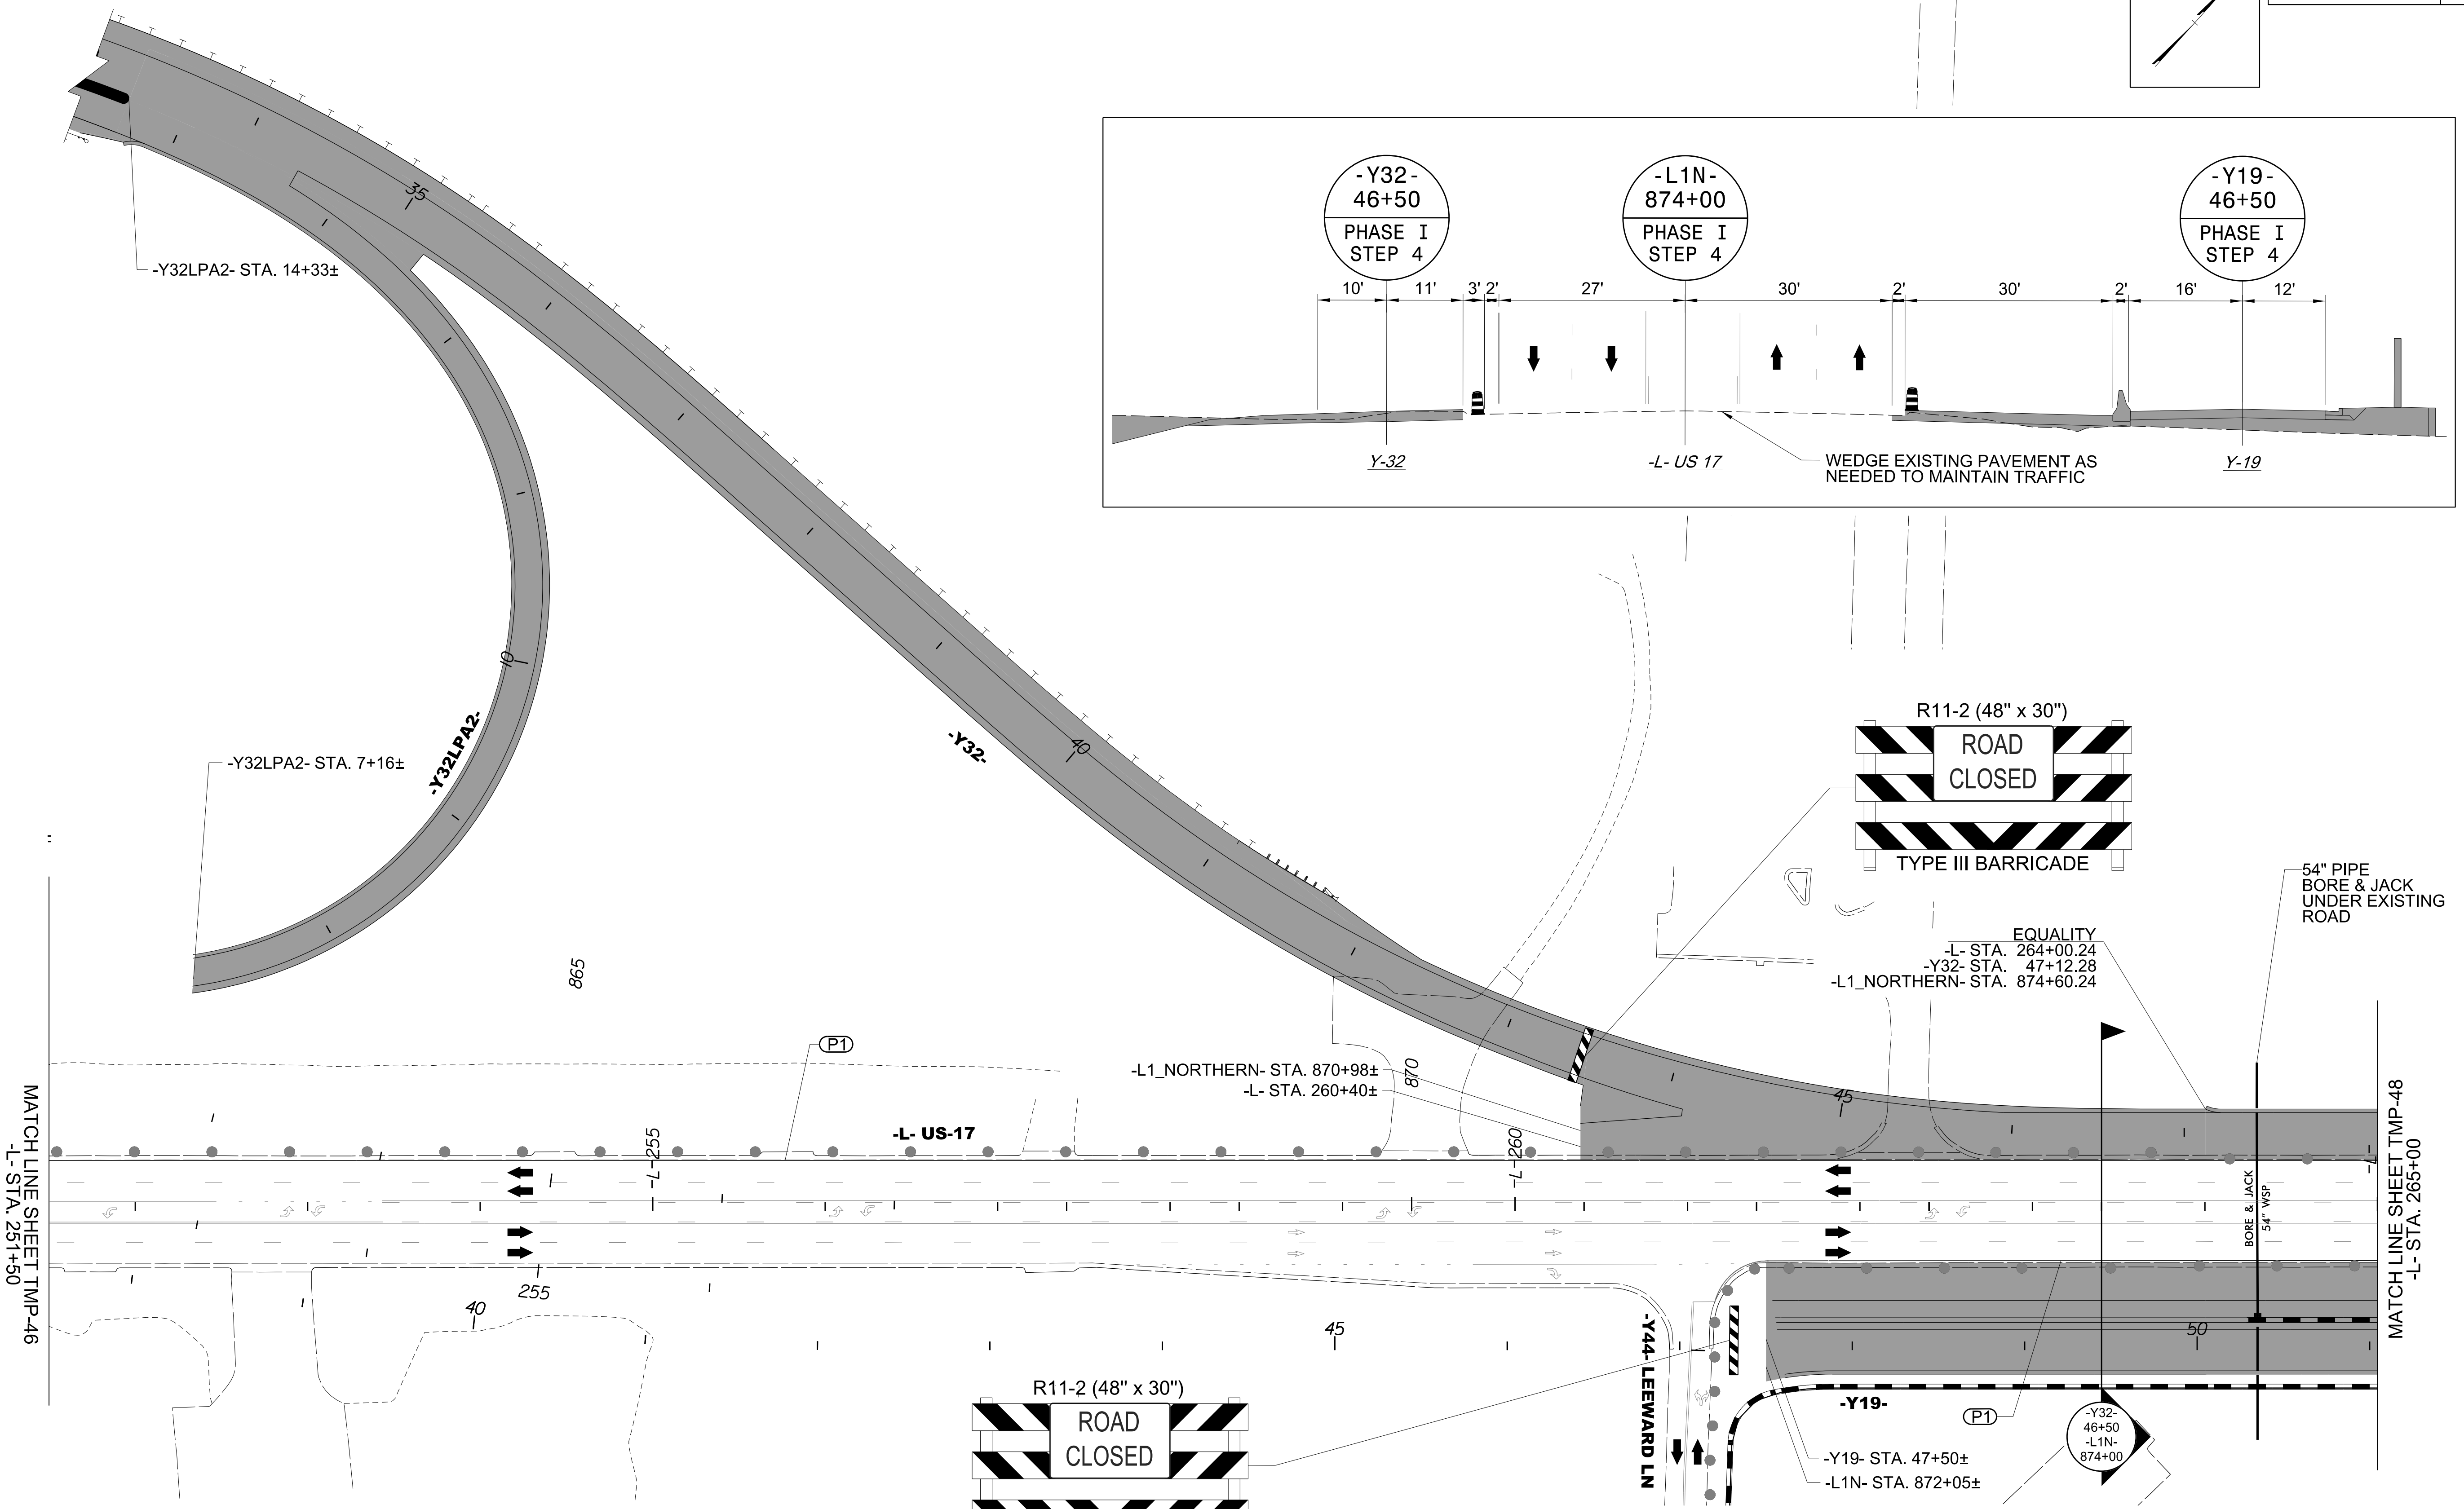 -Y32-
46+50
PHASE I
STEP 4
-L1N-
874+00
PHASE I
STEP 4
-Y19-
46+50
PHASE I
STEP 4
10' 11' 3' 2' 27' 30' 2' 30' 2' 16' 12'
Y-32
-L- US 17
Y-19
WEDGE EXISTING PAVEMENT AS
NEEDED TO MAINTAIN TRAFFIC
35
-Y32LPA2- STA. 14+33±
10
-Y32LPA2-
-Y32LPA2- STA. 7+16±
-Y32-
40
R11-2 (48" x 30")
ROAD
CLOSED
TYPE III BARRICADE
54" PIPE
BORE & JACK
UNDER EXISTING
ROAD
EQUALITY
-L- STA. 264+00.24
-Y32- STA. 47+12.28
-L1_NORTHERN- STA. 874+60.24
865
P1
-L1_NORTHERN- STA. 870+98±
-L- STA. 260+40±
870
45
-L- US-17
-L-255
-L-260
-L-
MATCH LINE SHEET TMP-46
-L- STA. 251+50
MATCH LINE SHEET TMP-48
-L- STA. 265+00
BORE & JACK
54" WSP
255
40
45
50
-Y44- LEEWARD LN
-Y19-
P1
-Y32-
46+50
-L1N-
874+00
-Y19- STA. 47+50±
-L1N- STA. 872+05±
R11-2 (48" x 30")
ROAD
CLOSED